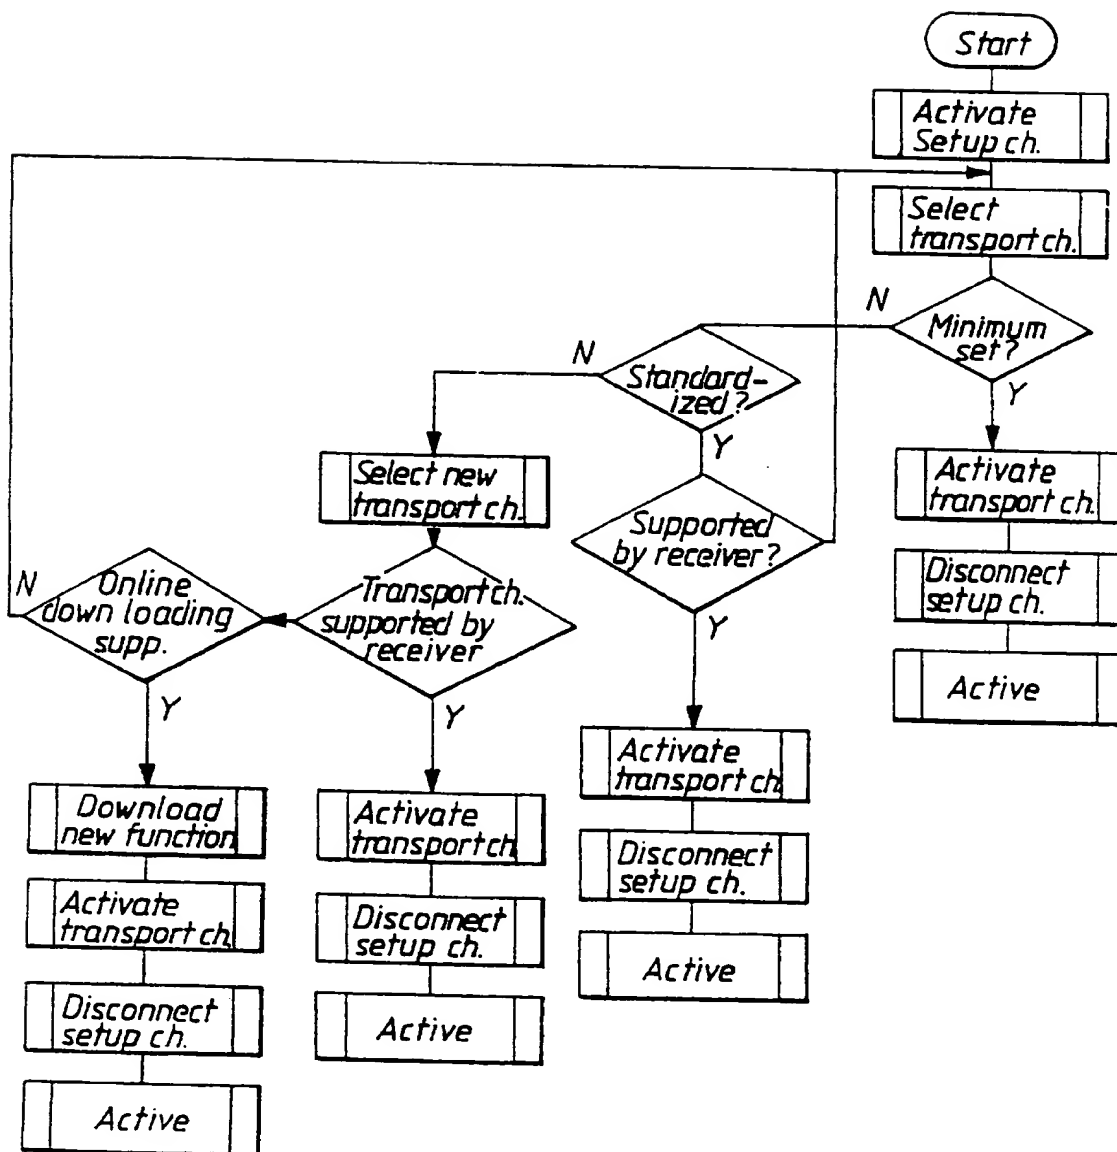 Start
Activate
Setup ch.
Select
transport ch.
N
Minimum
set?
Y
Activate
transport ch.
Disconnect
setup ch.
Active
N
Standard-
ized?
Y
Supported
by receiver?
Y
Activate
transport ch.
Disconnect
setup ch.
Active
Select new
transport ch.
Transport ch.
supported by
receiver
Y
Activate
transport ch.
Disconnect
setup ch.
Active
N
Online
down loading
supp.
Y
Download
new function
Activate
transport ch.
Disconnect
setup ch.
Active